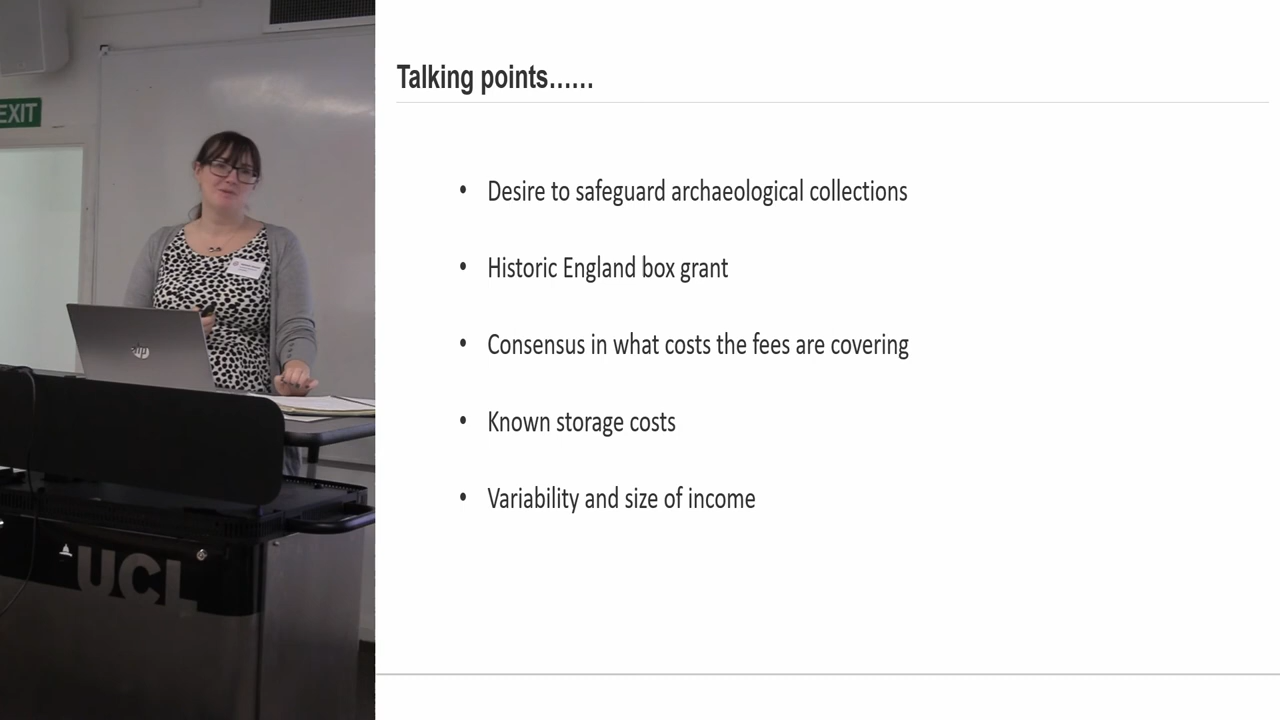 EXIT
hp
UCL
Talking points......
• Desire to safeguard archaeological collections
• Historic England box grant
• Consensus in what costs the fees are covering
• Known storage costs
• Variability and size of income